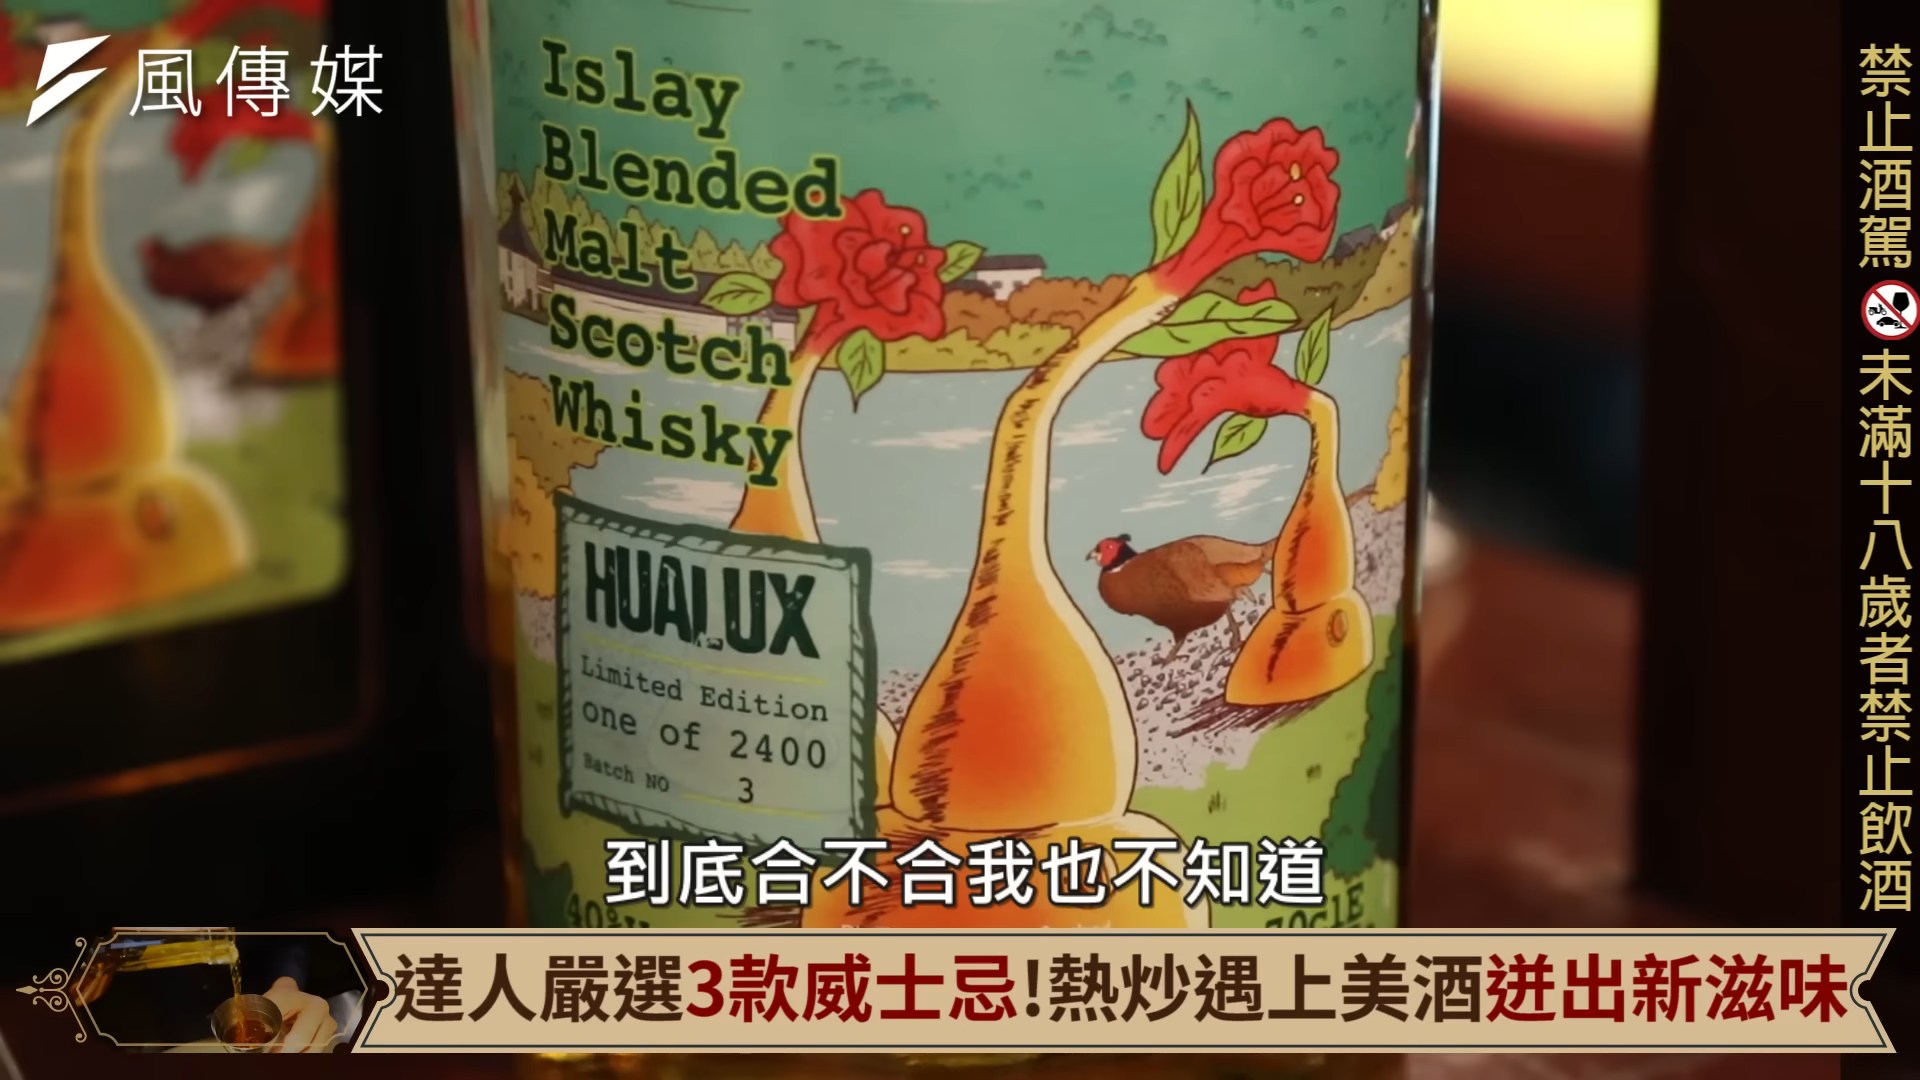 風傳媒
Islay
Blended
Malt
Scotch
Whisky
HUALUX
Limited Edition
one of 2400
Batch NO 3
70clE
到底合不合我也不知道
達人嚴選3款威士忌!熱炒遇上美酒迸出新滋味
禁止酒駕 未滿十八歲者禁止飲酒